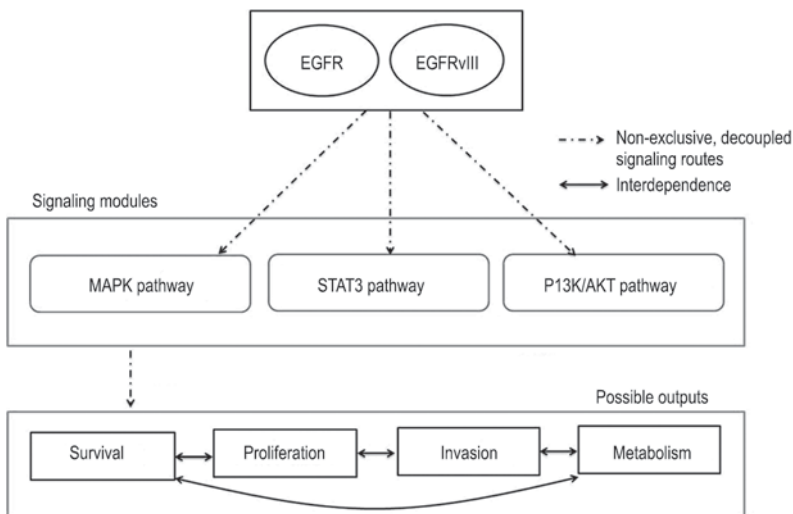 EGFR
EGFRvIII
Non-exclusive, decoupled
signaling routes
Interdependence
Signaling modules
MAPK pathway
STAT3 pathway
P13K/AKT pathway
Possible outputs
Survival
Proliferation
Invasion
Metabolism